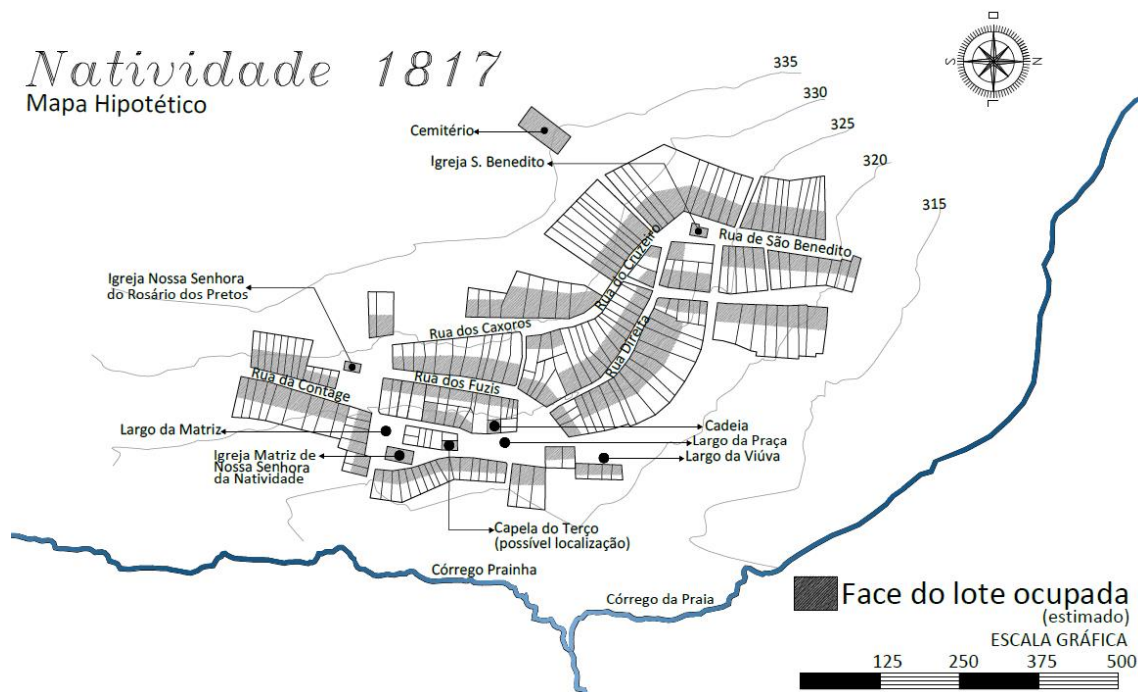 Natividade 1817
Mapa Hipotético
O
S
N
L
335
330
325
320
315
Cemitério
Igreja S. Benedito
Rua de São Benedito
Rua do Cruzeiro
Igreja Nossa Senhora
do Rosário dos Pretos
Rua dos Caxoros
Rua Direita
Rua da Contage
Rua dos Fuzis
Largo da Matriz
Cadeia
Largo da Praça
Largo da Viúva
Igreja Matriz de
Nossa Senhora
da Natividade
Capela do Terço
(possível localização)
Córrego Prainha
Córrego da Praia
Face do lote ocupada
(estimado)
ESCALA GRÁFICA
125 250 375 500